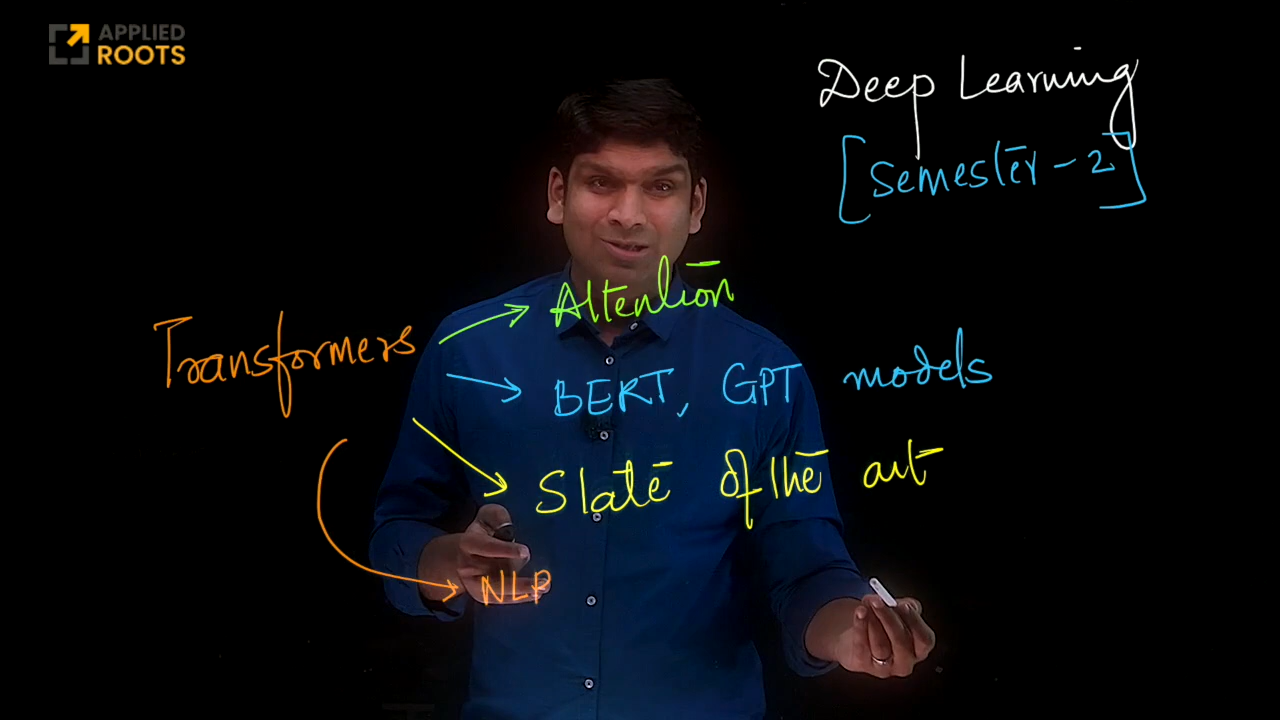 APPLIED
ROOTS
Deep Learning
[Semester-2]
Transformers
Attention
BERT, GPT models
State of the art
NLP